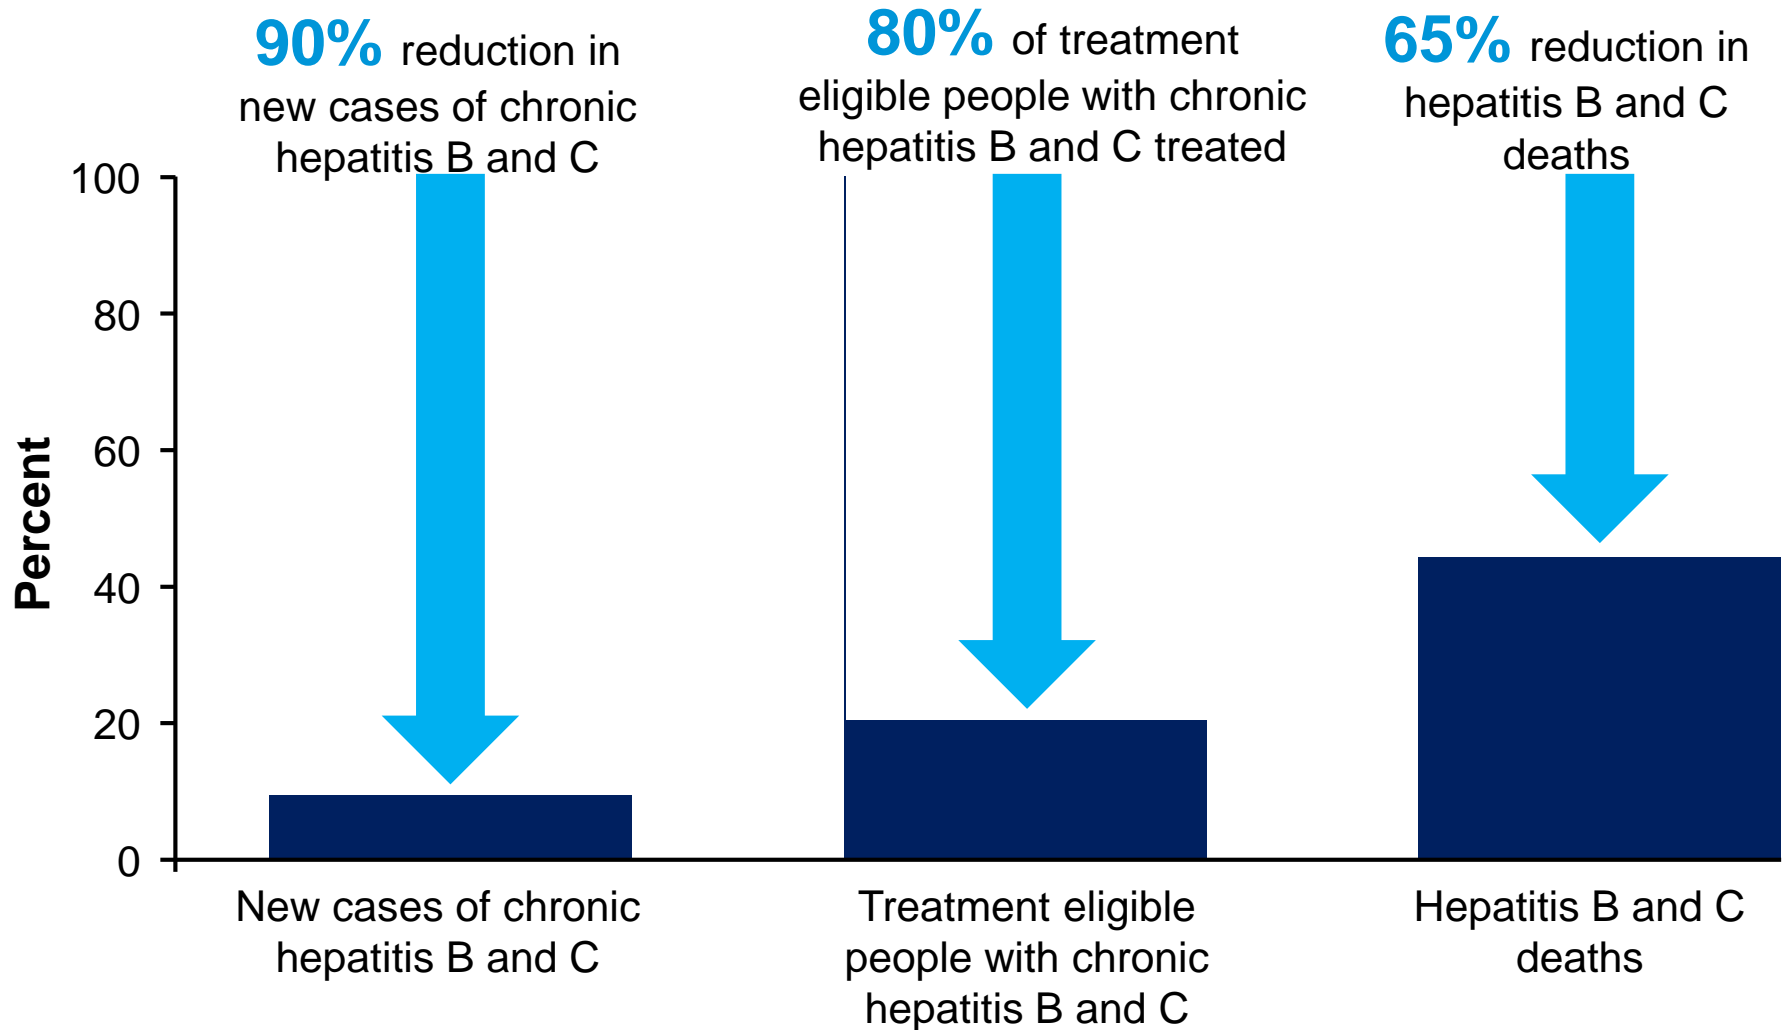 90% reduction in
new cases of chronic
hepatitis B and C
80% of treatment
eligible people with chronic
hepatitis B and C treated
65% reduction in
hepatitis B and C
deaths
Percent
100
80
60
40
20
0
New cases of chronic
hepatitis B and C
Treatment eligible
people with chronic
hepatitis B and C
Hepatitis B and C
deaths